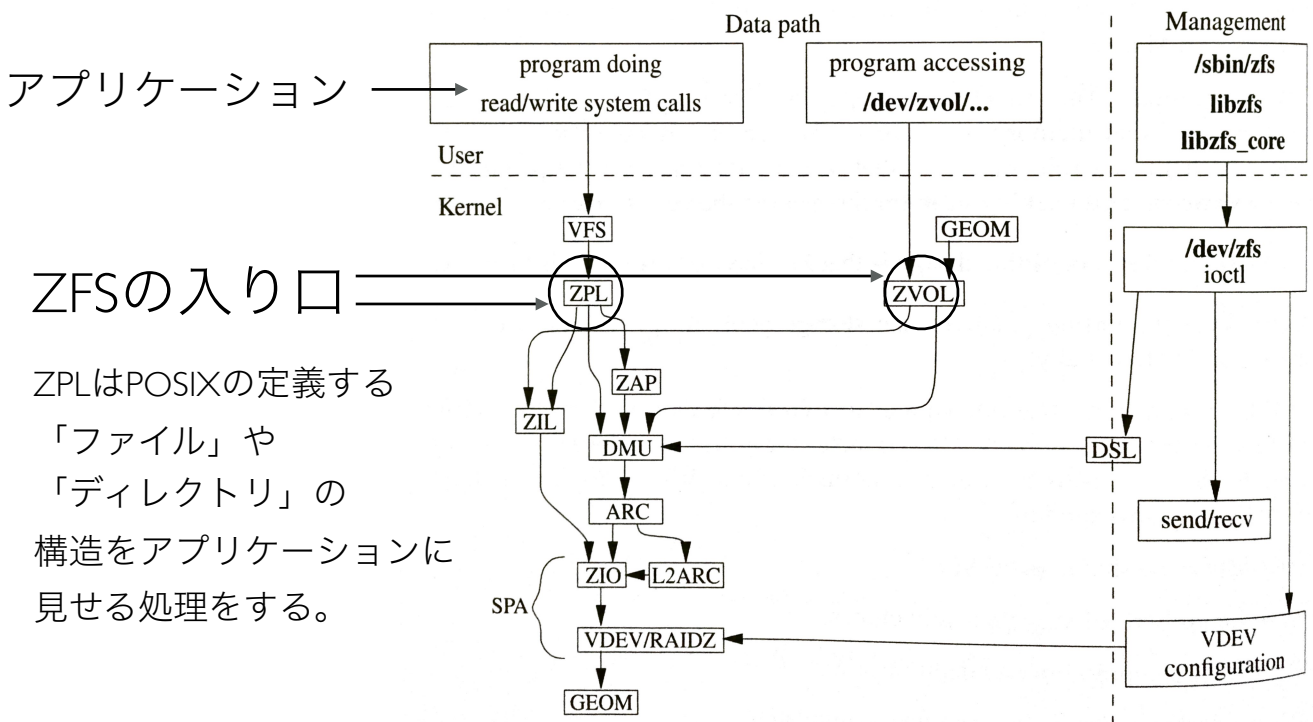 Data path
Management
アプリケーション
program doing
read/write system calls
program accessing
/dev/zvol/...
/sbin/zfs
libzfs
libzfs_core
User
Kernel
VFS
GEOM
/dev/zfs
ioctl
ZFSの入り口
ZPL
ZVOL
ZPLはPOSIXの定義する
「ファイル」や
「ディレクトリ」の
構造をアプリケーションに
見せる処理をする。
ZAP
ZIL
DMU
DSL
ARC
send/recv
ZIO
L2ARC
SPA
VDEV/RAIDZ
VDEV
configuration
GEOM